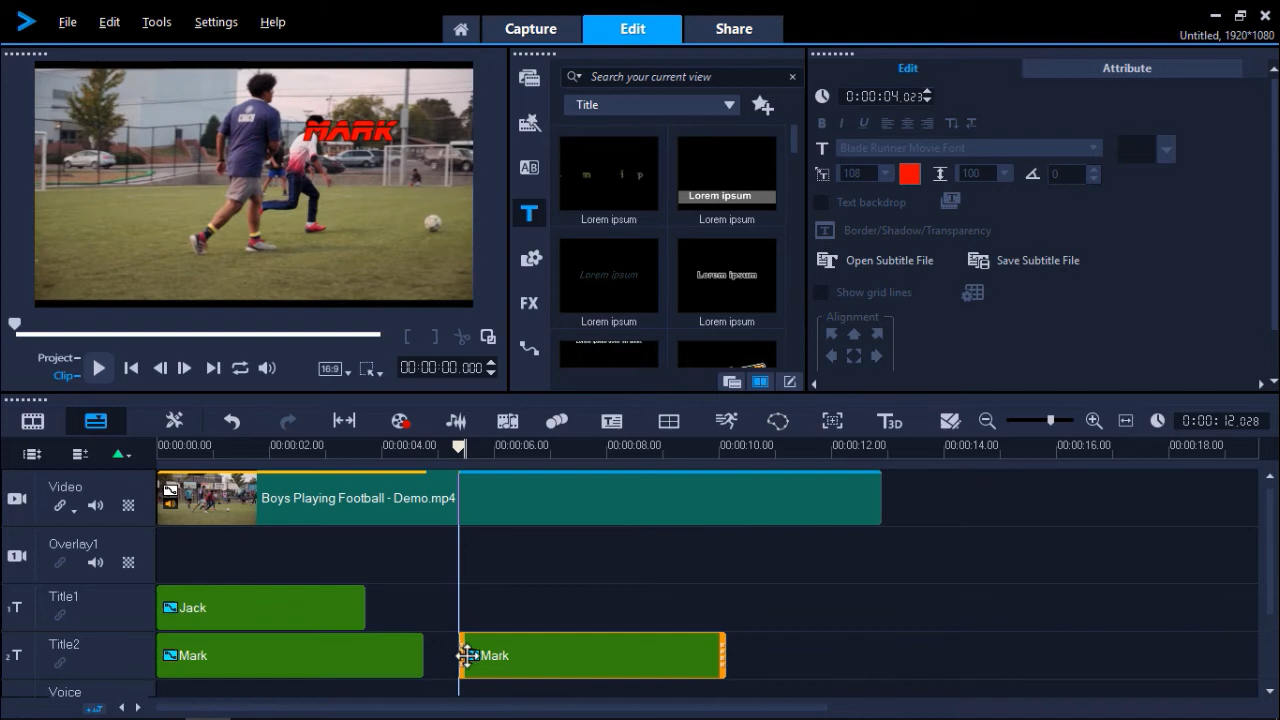 File Edit Tools Settings Help
Capture Edit Share
Untitled, 1920*1080
MARK
Search your current view
Title
Lorem ipsum
Lorem ipsum
Lorem ipsum
Lorem ipsum
Lorem ipsum
Lorem ipsum
AB
T
FX
Edit Attribute
0:00:04.023
B I U
T Blade Runner Movie Font
108 100 0
Text backdrop
Border/Shadow/Transparency
Open Subtitle File Save Subtitle File
Show grid lines
Alignment
Project
Clip
16:9
00:00:00.000
T3D
0:00:12.028
00:00:00.00 00:00:02.00 00:00:04.00 00:00:06.00 00:00:08.00 00:00:10.00 00:00:12.00 00:00:14.00 00:00:16.00 00:00:18.00
Video
Boys Playing Football - Demo.mp4
Overlay1
1
Title1
1T
Jack
Title2
2T
Mark
Mark
Voice